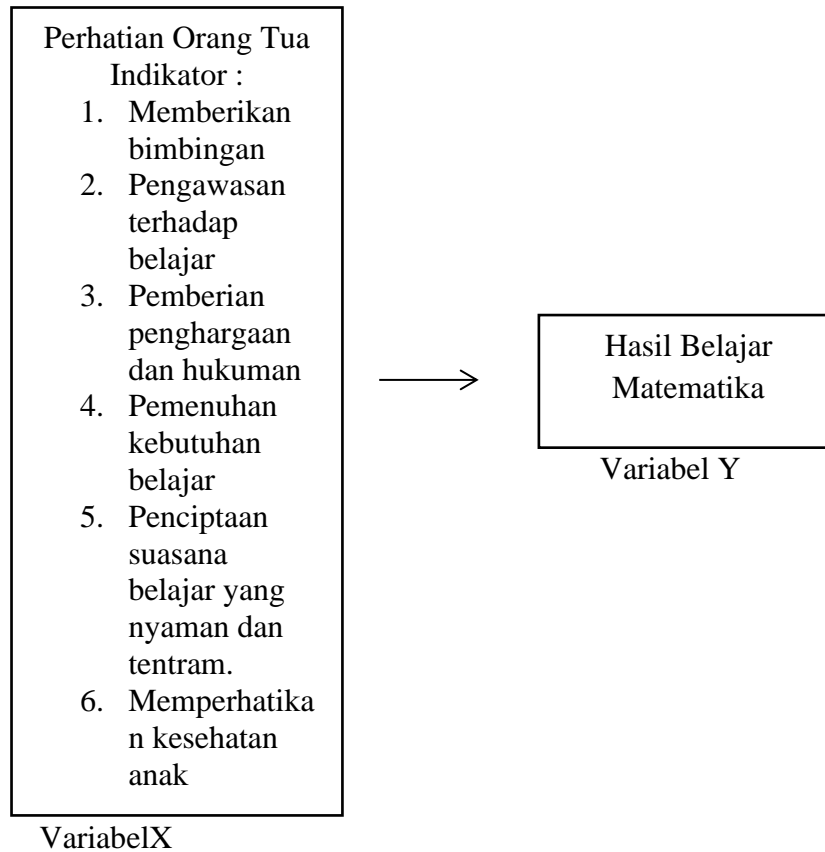 Perhatian Orang Tua
Indikator :
1. Memberikan
bimbingan
2. Pengawasan
terhadap
belajar
3. Pemberian
penghargaan
dan hukuman
4. Pemenuhan
kebutuhan
belajar
5. Penciptaan
suasana
belajar yang
nyaman dan
tentram.
6. Memperhatika
n kesehatan
anak
VariabelX
Hasil Belajar
Matematika
Variabel Y